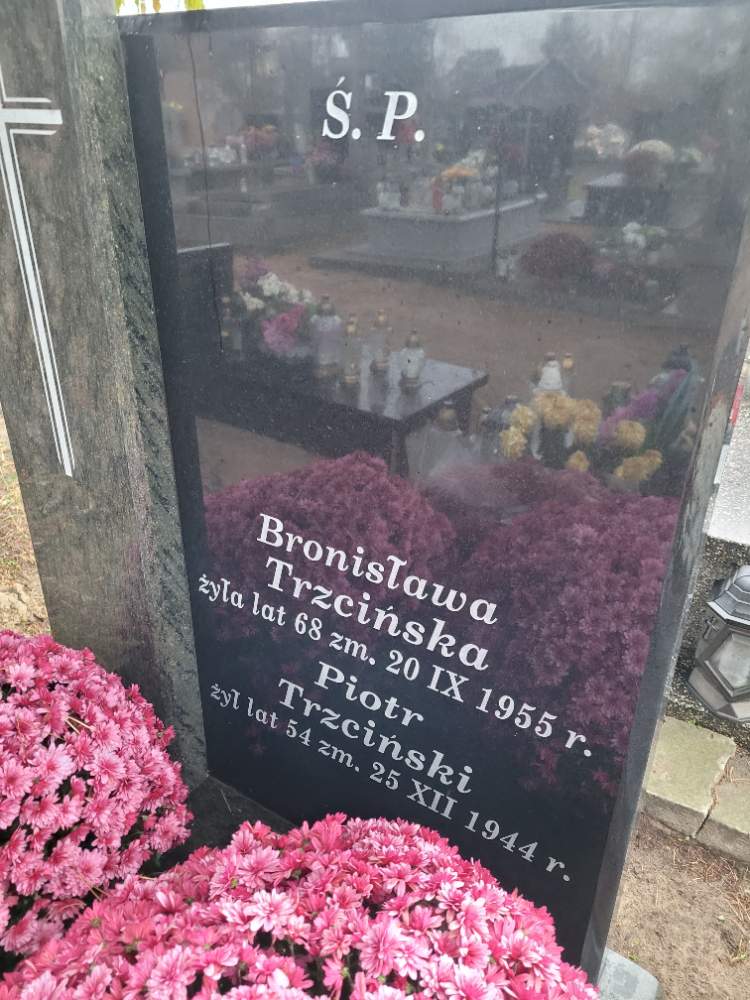 Ś. P.
Bronisława
Trzcińska
żyła lat 68 zm. 20 IX 1955 r.
Piotr
Trzciński
żył lat 54 zm. 25 XII 1944 r.